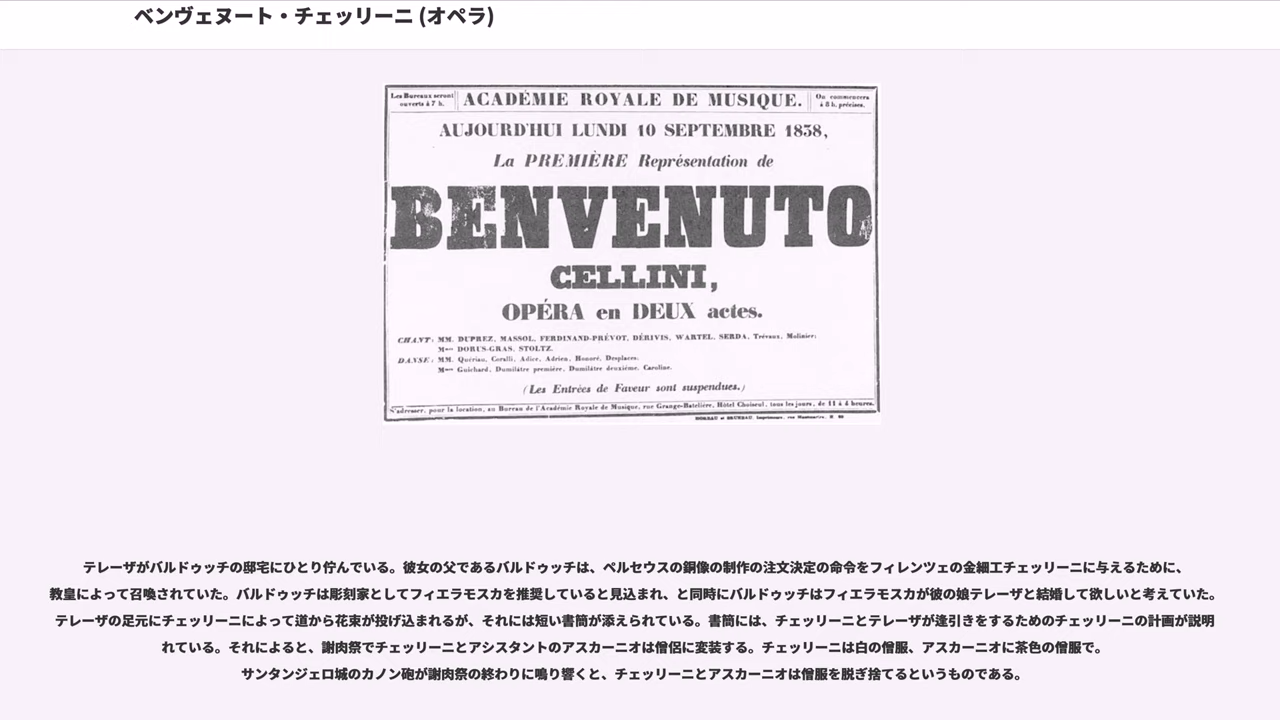 ベンヴェヌート・チェッリーニ (オペラ)
Les Bureaux seront
ouverts à 7 h.
ACADÉMIE ROYALE DE MUSIQUE.
On commencera
à 8 h. précises.
AUJOURD'HUI LUNDI 10 SEPTEMBRE 1838,
La PREMIÈRE Représentation de
BENVENUTO
CELLINI,
OPÉRA en DEUX actes.
CHANT: MM. DUPREZ, MASSOL, FERDINAND-PRÉVOT, DÉRIVIS, WARTEL, SERDA, Trévaux, Molinier;
Mmes DORUS-GRAS, STOLTZ.
DANSE: MM. Quériau, Coralli, Adice, Adrien, Honoré, Desplaces;
Mmes Guichard, Dumilâtre première, Dumilâtre deuxième, Caroline.
(Les Entrées de Faveur sont suspendues.)
S'adresser, pour la location, au Bureau de l'Académie Royale de Musique, rue Grange-Batelière, Hôtel Choiseul, tous les jours, de 11 à 4 heures.
テレーザがバルドゥッチの邸宅にひとり佇んでいる。彼女の父であるバルドゥッチは、ペルセウスの銅像の制作の注文決定の命令をフィレンツェの金細工チェッリーニに与えるために、
教皇によって召喚されていた。バルドゥッチは彫刻家としてフィエラモスカを推奨していると見込まれ、と同時にバルドゥッチはフィエラモスカが彼の娘テレーザと結婚して欲しいと考えていた。
テレーザの足元にチェッリーニによって道から花束が投げ込まれるが、それには短い書簡が添えられている。書簡には、チェッリーニとテレーザが逢引きをするためのチェッリーニの計画が説明
れている。それによると、謝肉祭でチェッリーニとアシスタントのアスカーニオは僧侶に変装する。チェッリーニは白の僧服、アスカーニオに茶色の僧服で。
サンタンジェロ城のカノン砲が謝肉祭の終わりに鳴り響くと、チェッリーニとアスカーニオは僧服を脱ぎ捨てるというものである。